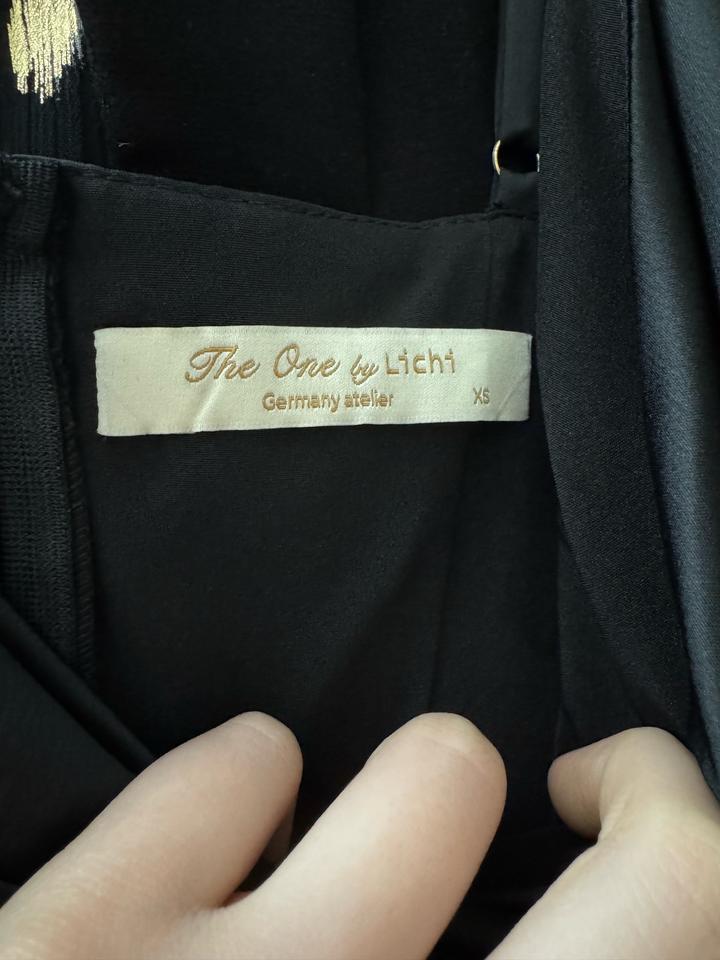 The One by Lichi
Germany atelier XS